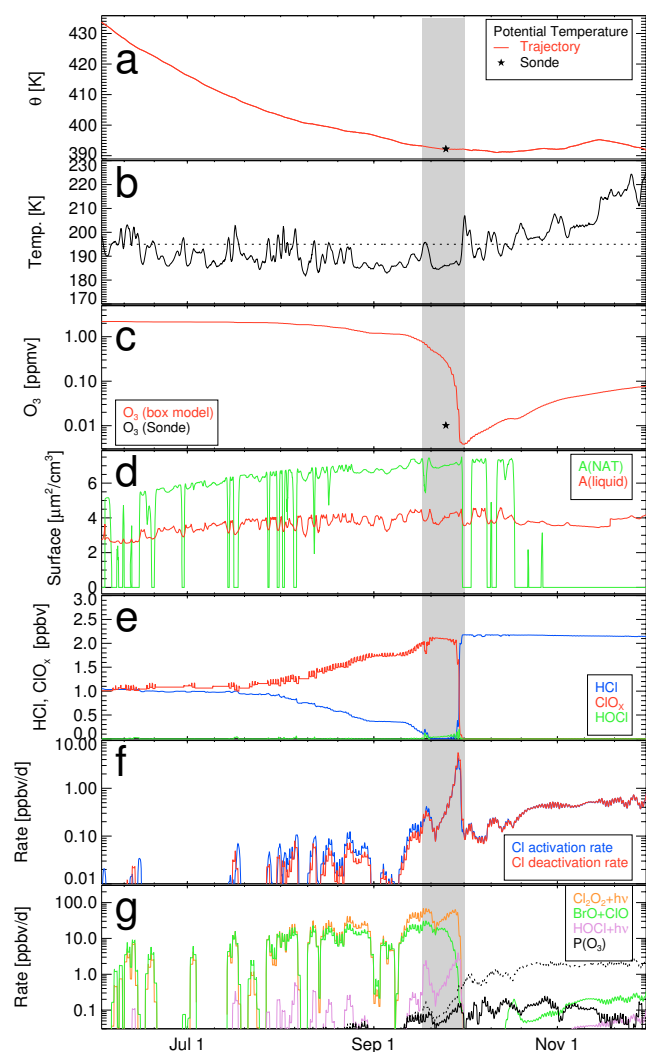 a
430
420
410
400
390
θ [K]
Potential Temperature
Trajectory
Sonde
b
230
220
210
200
190
180
170
Temp. [K]
c
1.00
0.10
0.01
O₃ [ppmv]
O₃ (box model)
O₃ (Sonde)
d
6
4
2
0
Surface [μm²/cm³]
A(NAT)
A(liquid)
e
3.0
2.5
2.0
1.5
1.0
0.5
0.0
HCl, ClOₓ [ppbv]
HCl
ClOₓ
HOCl
f
10.00
1.00
0.10
0.01
Rate [ppbv/d]
Cl activation rate
Cl deactivation rate
g
100.0
10.0
1.0
0.1
Rate [ppbv/d]
Cl₂O₂+hν
BrO+ClO
HOCl+hν
P(O₃)
Jul 1
Sep 1
Nov 1